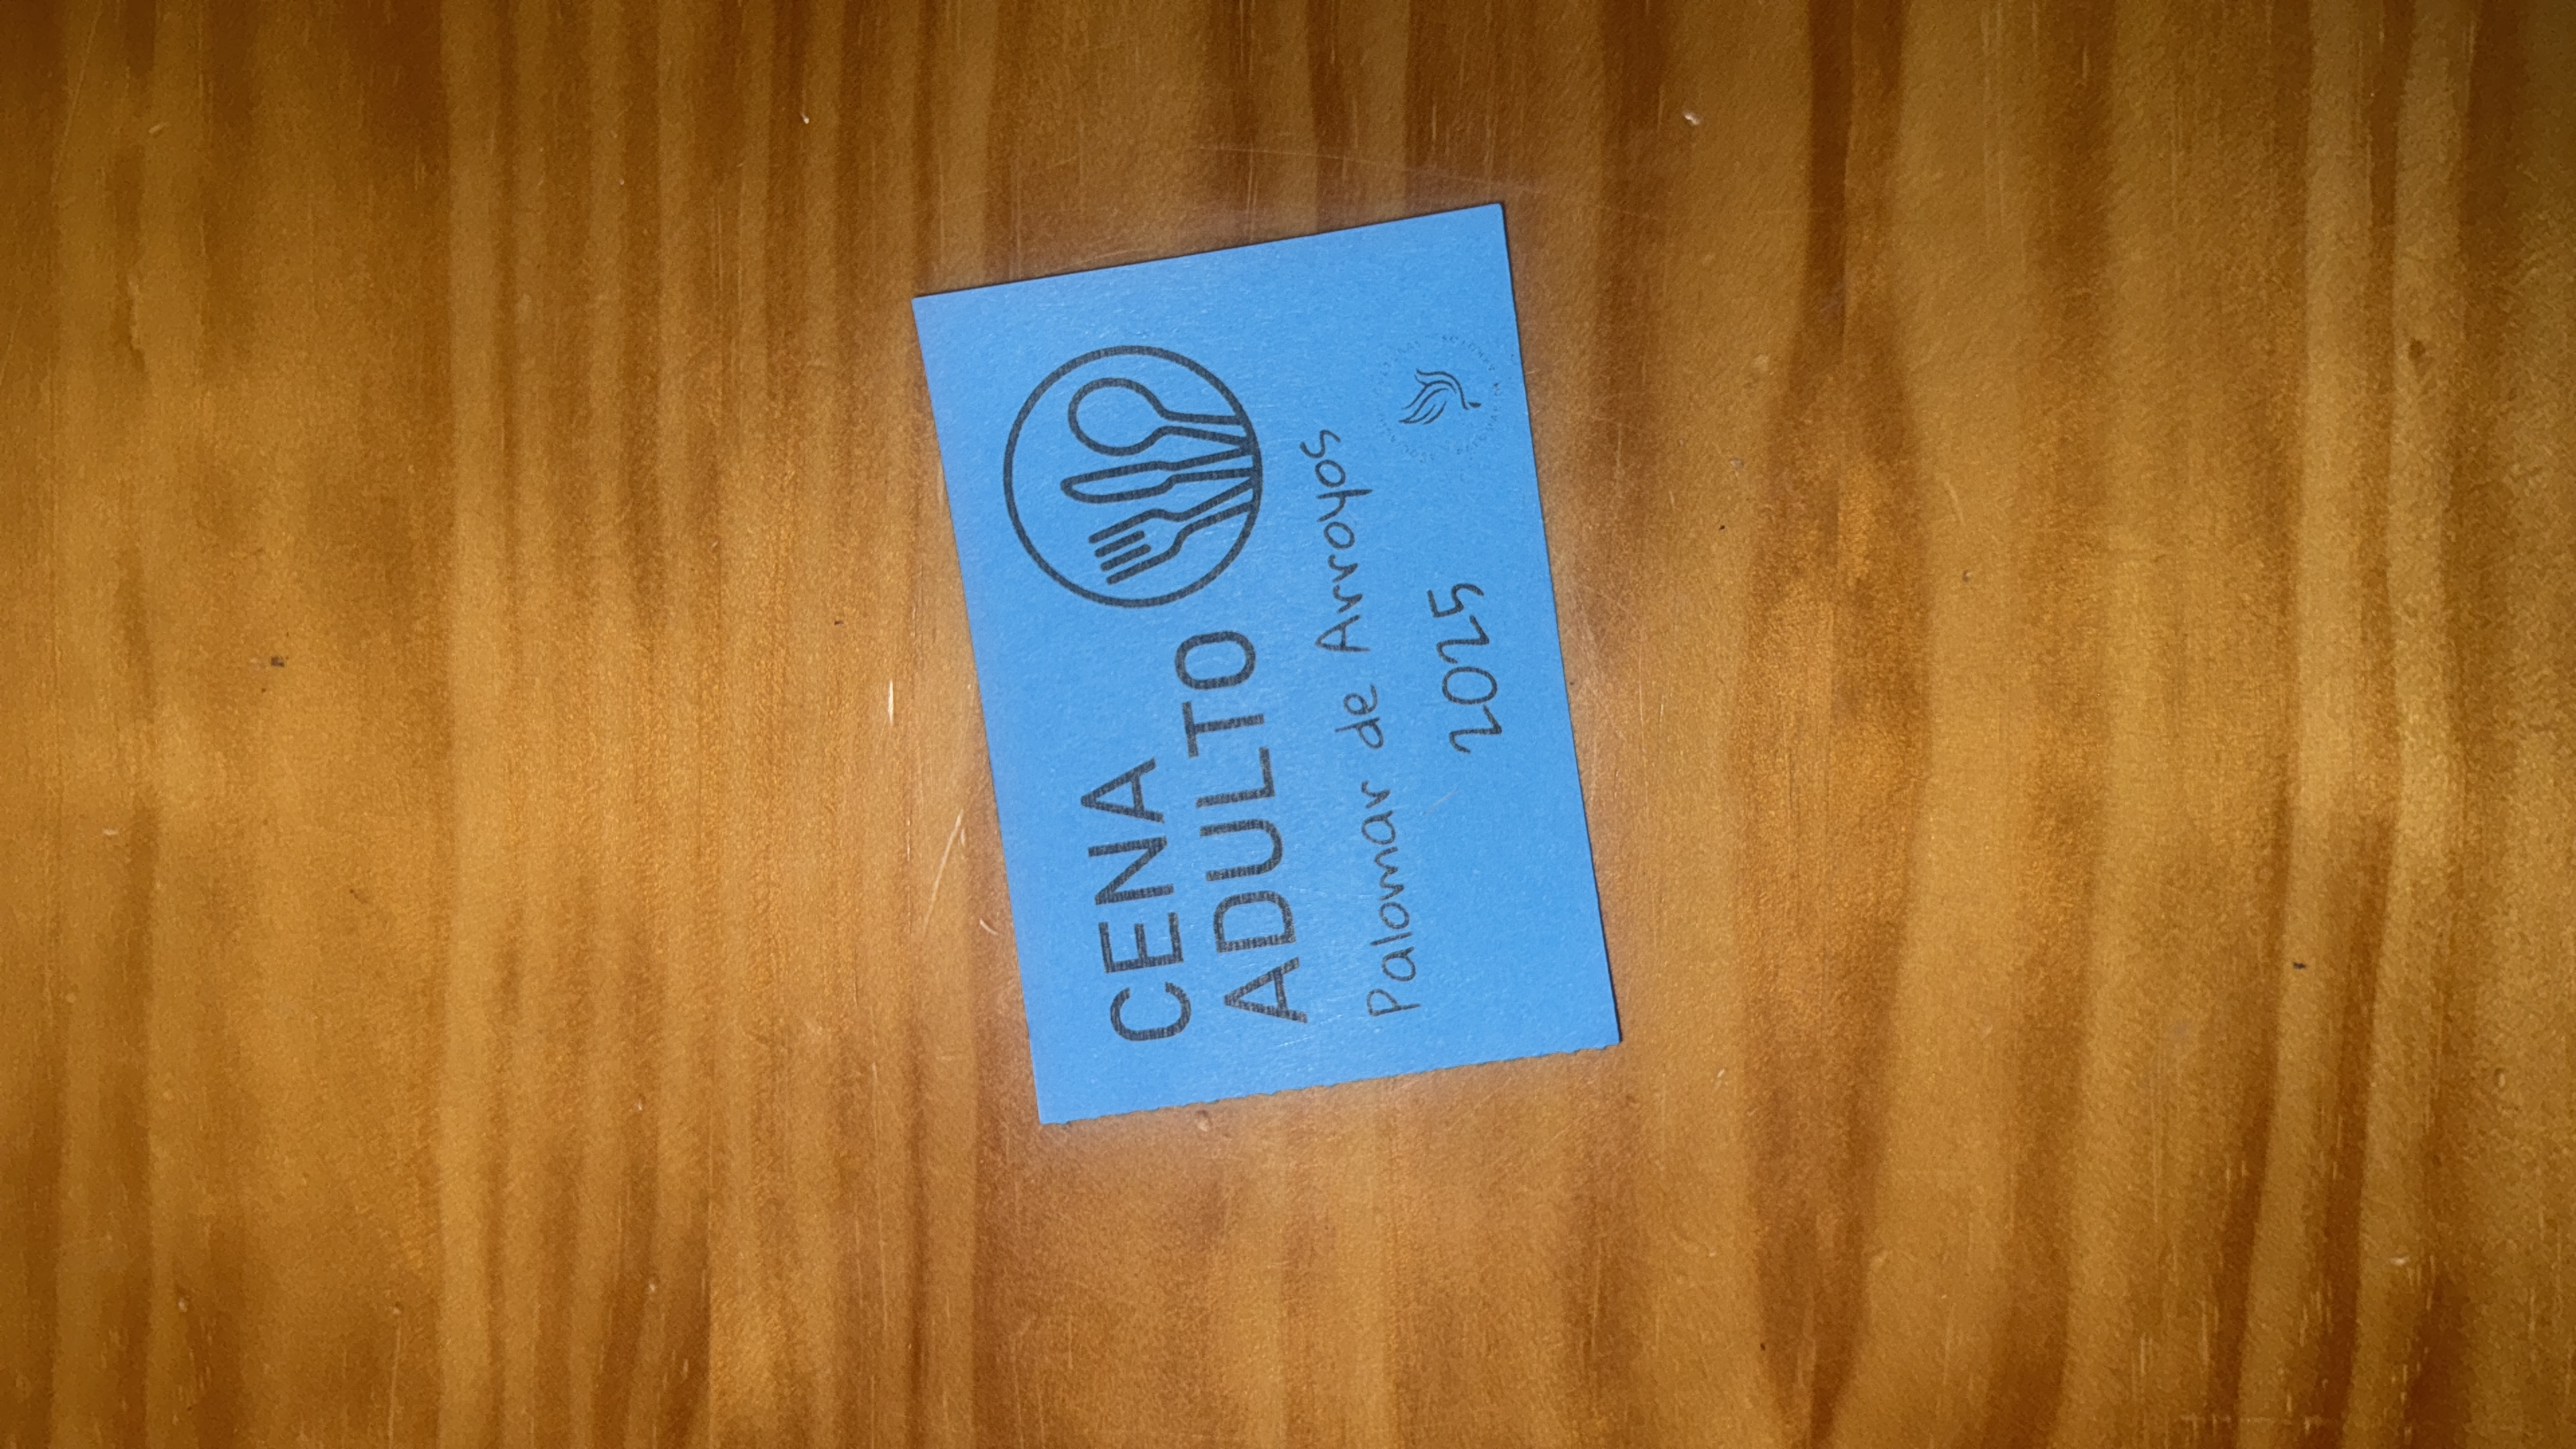 CENA
ADULTO
Palomar de Arroyos
2025